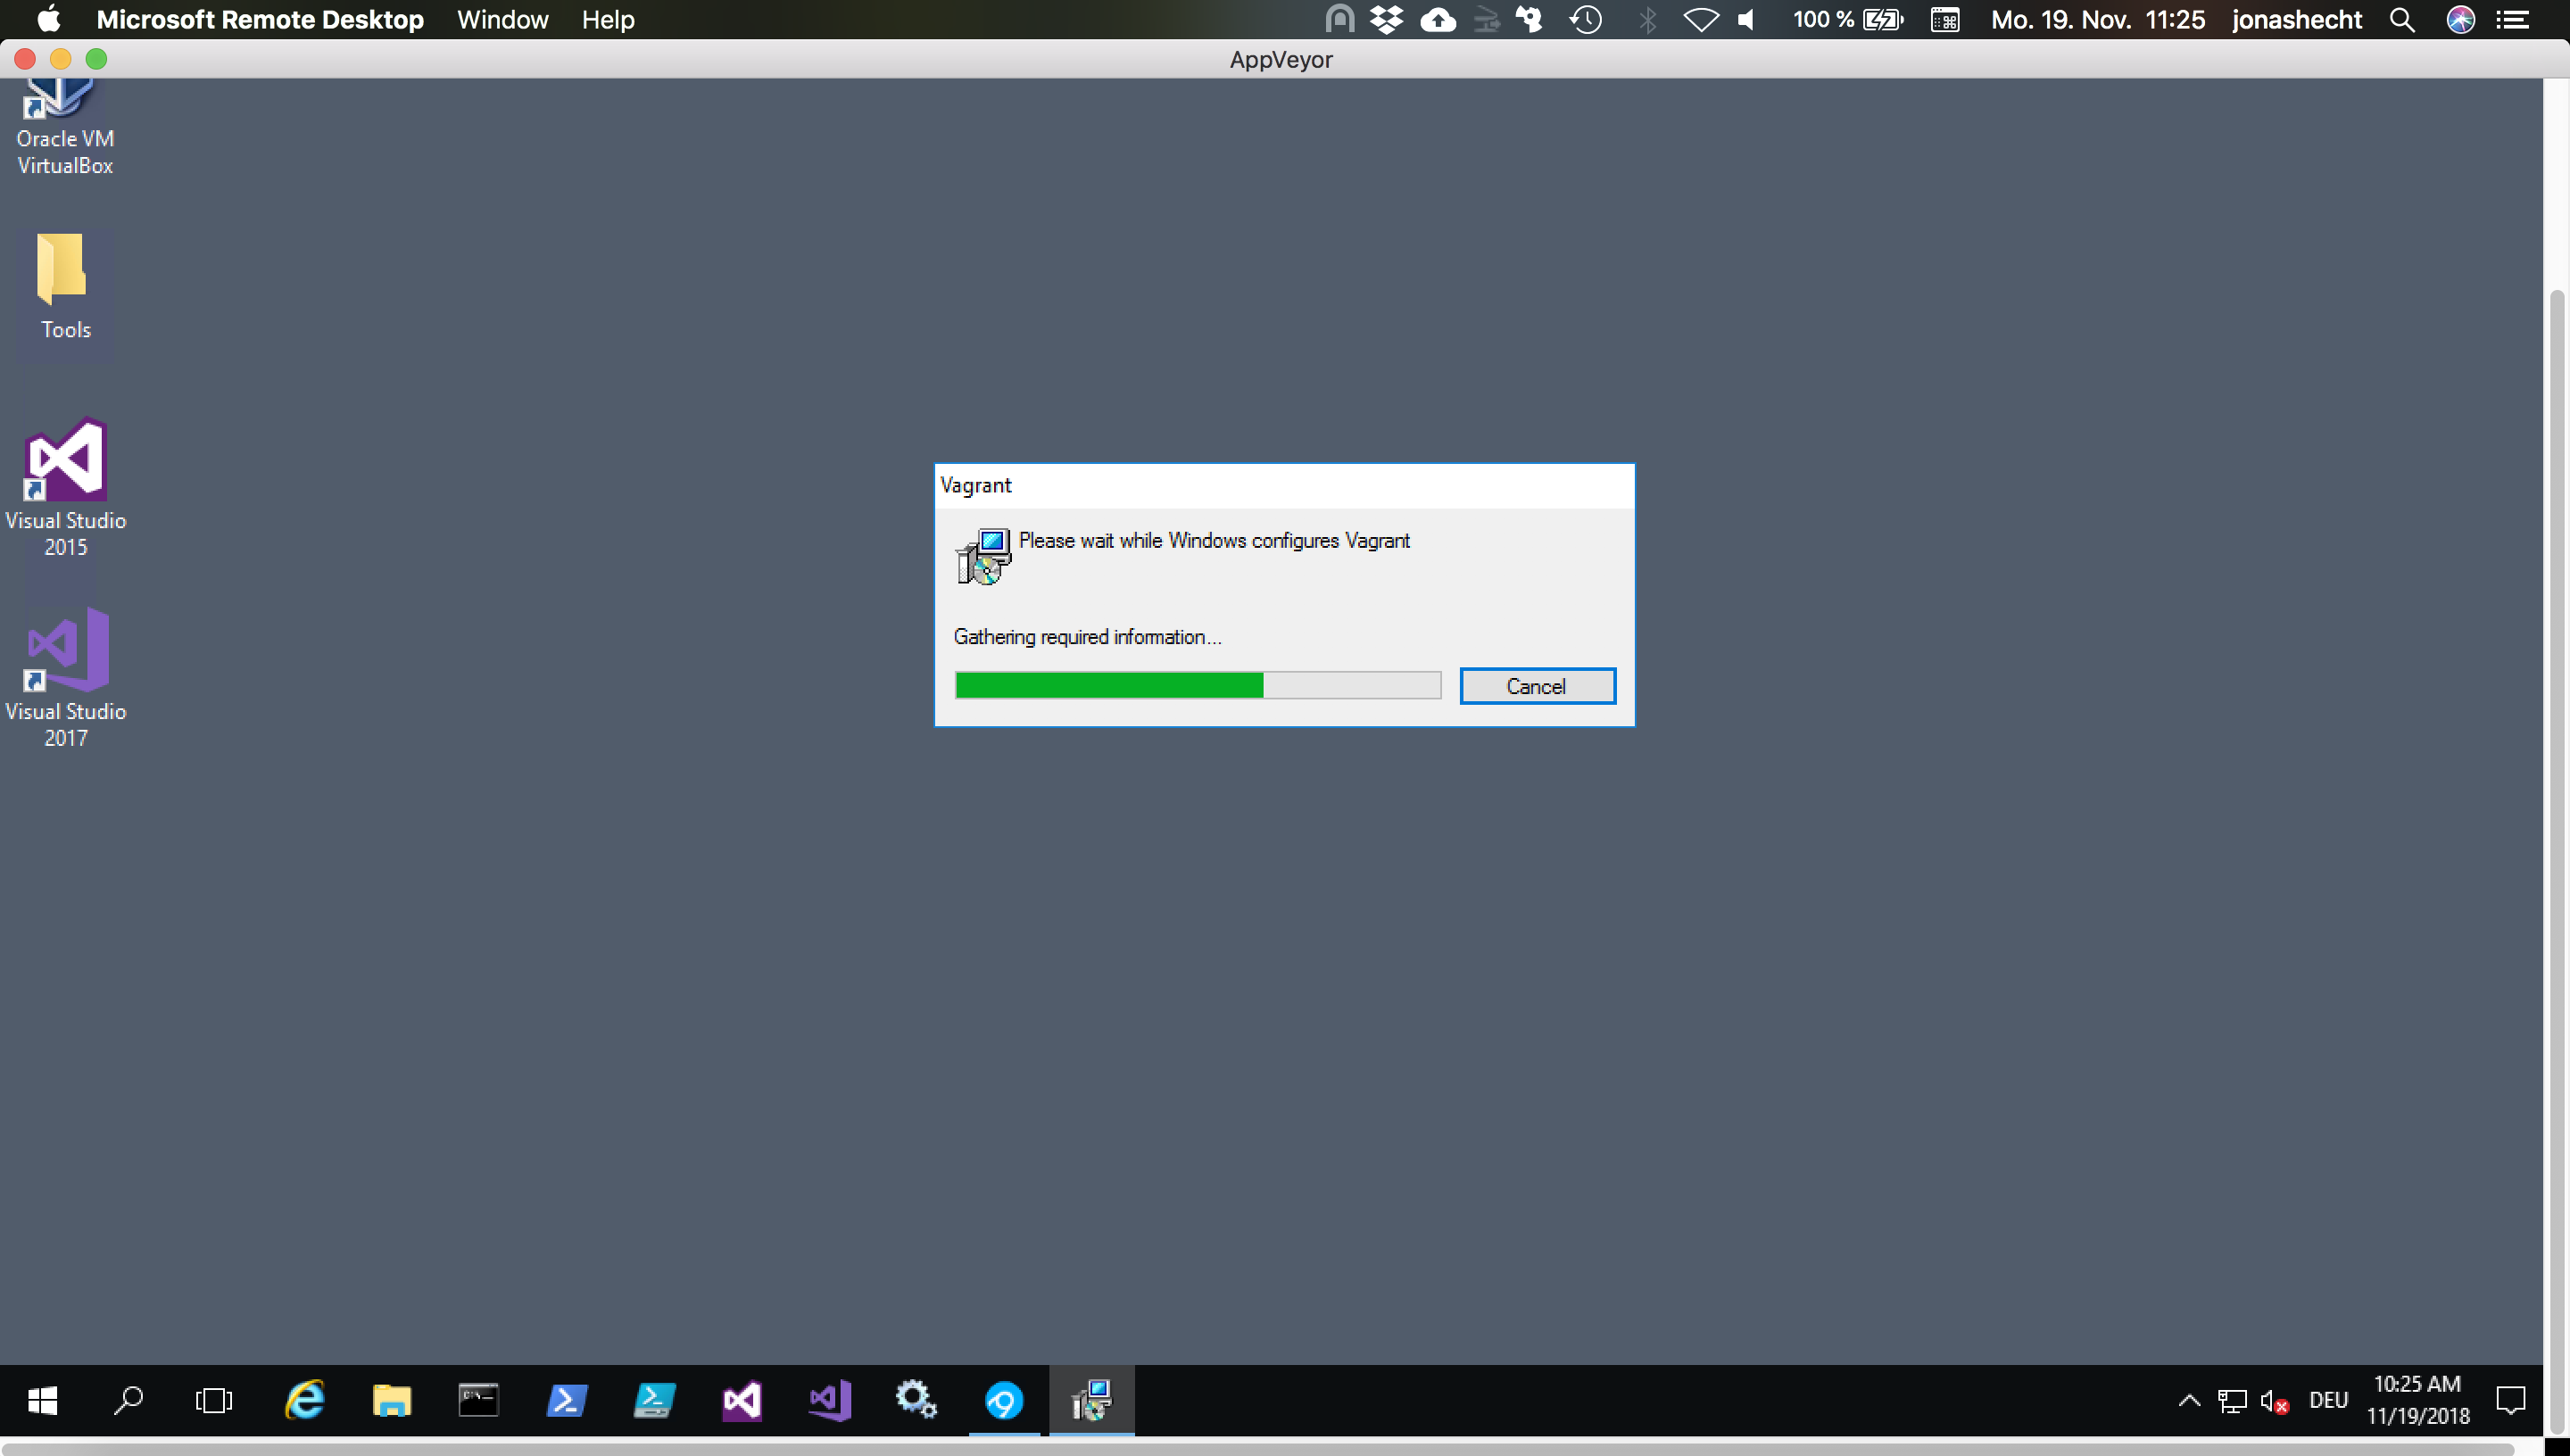 Microsoft Remote Desktop Window Help 100 % Mo. 19. Nov. 11:25 jonashecht
AppVeyor
Oracle VM
VirtualBox
Tools
Visual Studio
2015
Visual Studio
2017
Vagrant
Please wait while Windows configures Vagrant
Gathering required information...
Cancel
DEU
10:25 AM
11/19/2018